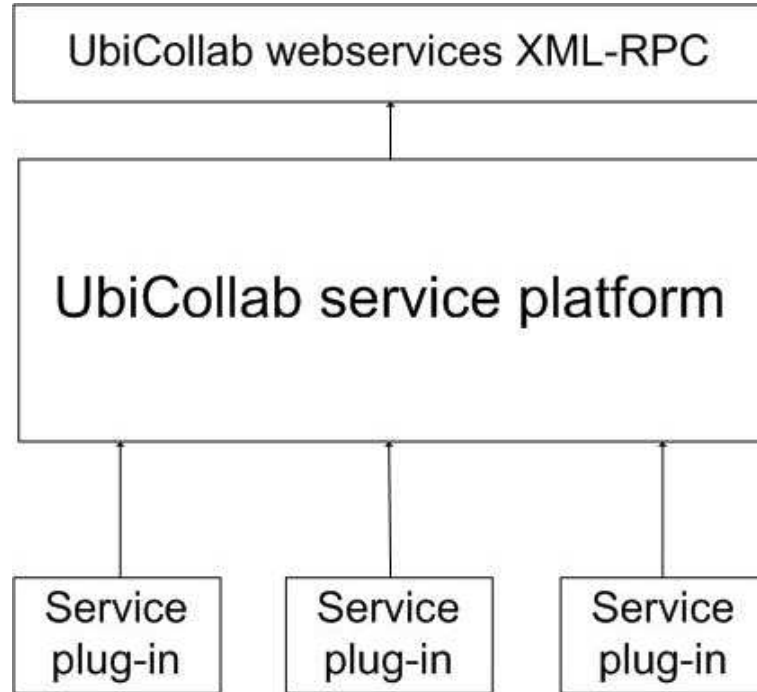 UbiCollab webservices XML-RPC
UbiCollab service platform
Service
plug-in
Service
plug-in
Service
plug-in